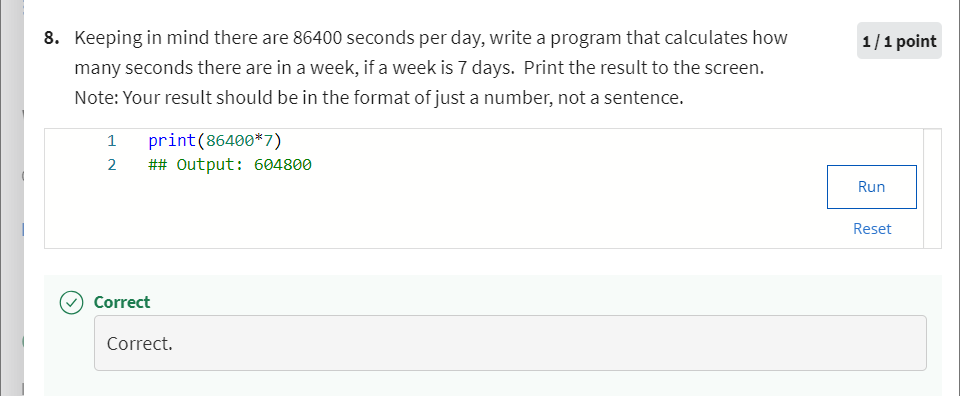 8. Keeping in mind there are 86400 seconds per day, write a program that calculates how
many seconds there are in a week, if a week is 7 days. Print the result to the screen.
Note: Your result should be in the format of just a number, not a sentence.
1 / 1 point
1 print(86400*7)
2 ## Output: 604800
Run
Reset
Correct
Correct.